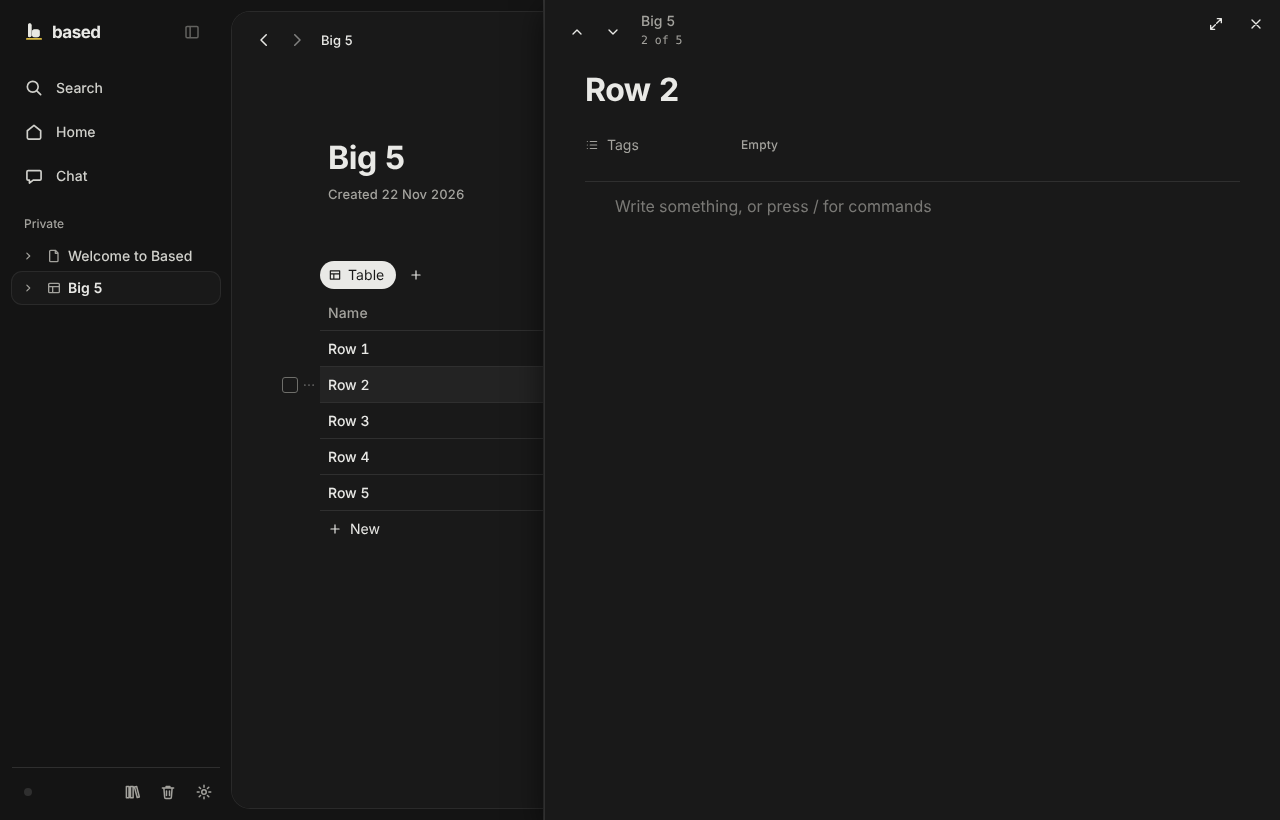 based
Search
Home
Chat
Private
Welcome to Based
Big 5
Big 5
Big 5
Created 22 Nov 2026
Table
Name
Row 1
Row 2
Row 3
Row 4
Row 5
New
Big 5
2 of 5
Row 2
Tags Empty
Write something, or press / for commands